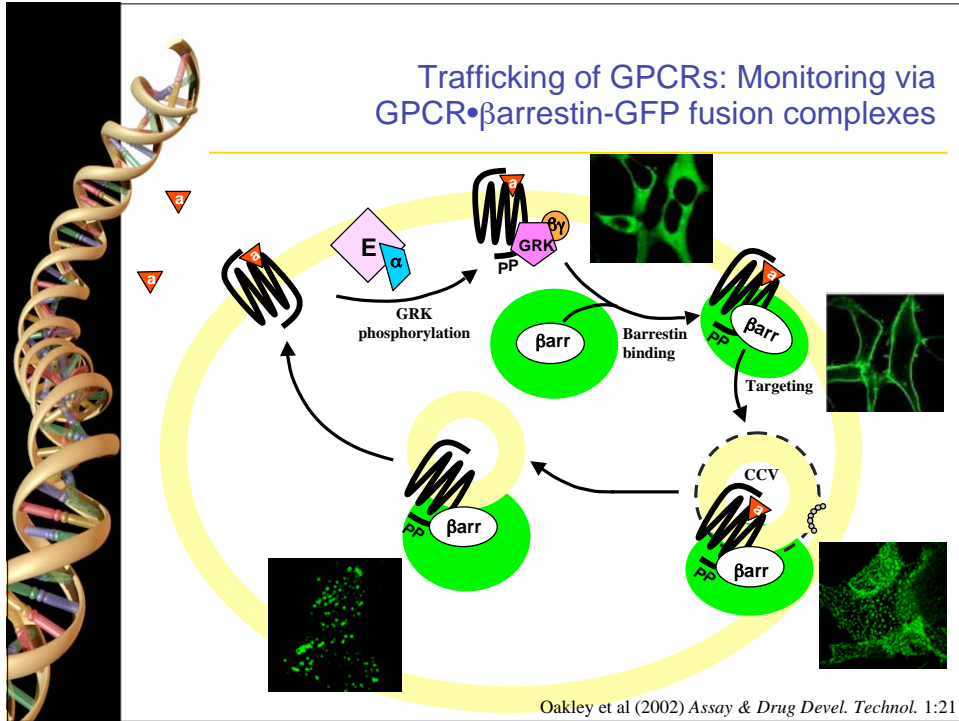 Trafficking of GPCRs: Monitoring via
GPCR•βarrestin-GFP fusion complexes
a
a
a
E
α
GRK
phosphorylation
a
βγ
GRK
PP
βarr
Barrestin
binding
a
βarr
PP
Targeting
CCV
a
βarr
PP
βarr
PP
Oakley et al (2002) Assay & Drug Devel. Technol. 1:21